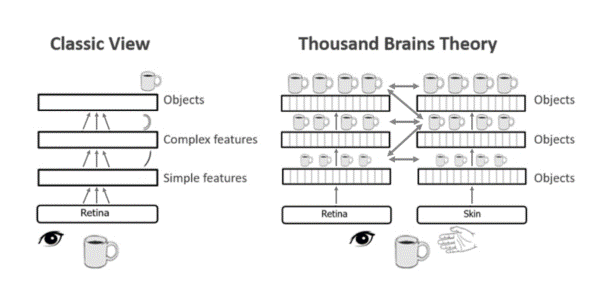 Classic View
Objects
Complex features
Simple features
Retina
Thousand Brains Theory
Objects
Objects
Objects
Retina
Skin